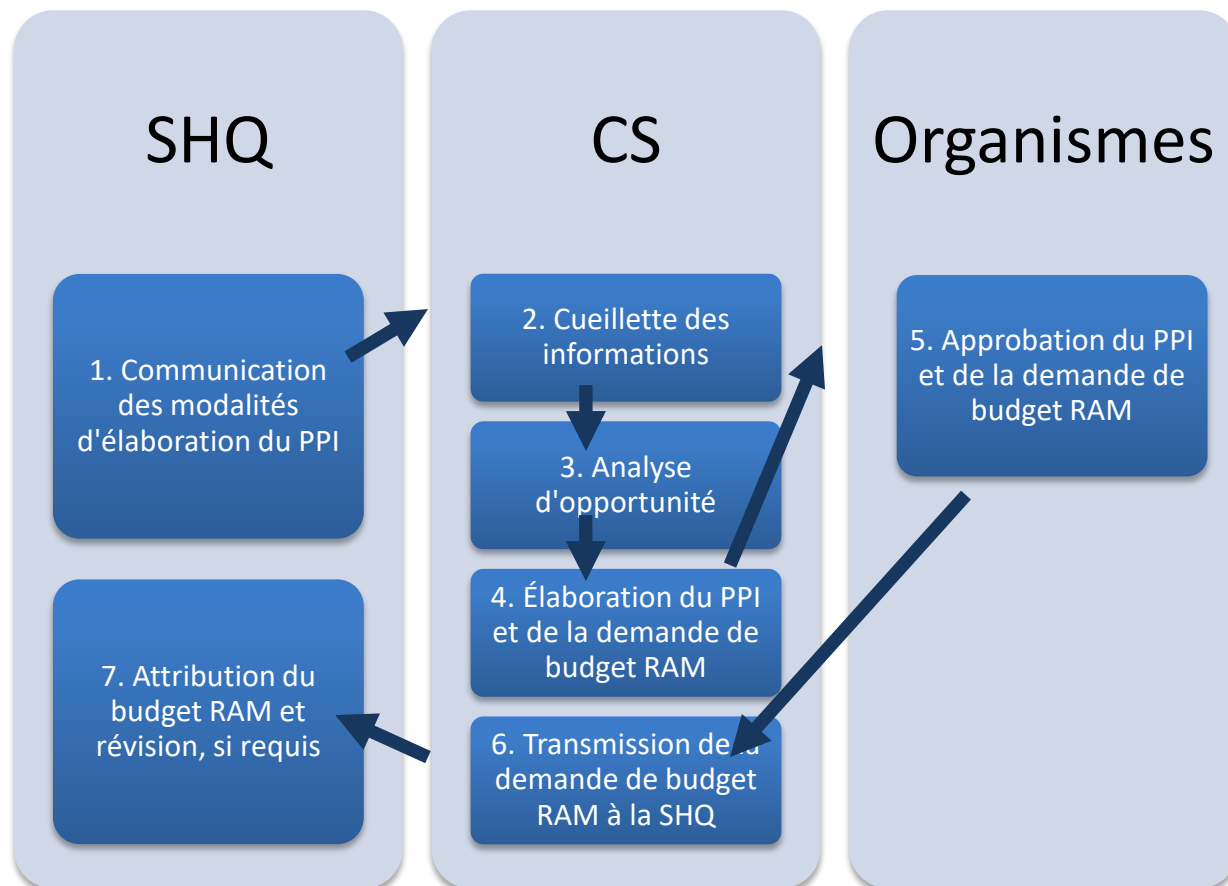 SHQ
1. Communication
des modalités
d'élaboration du PPI
7. Attribution du
budget RAM et
révision, si requis
CS
2. Cueillette des
informations
3. Analyse
d'opportunité
4. Élaboration du PPI
et de la demande de
budget RAM
6. Transmission de la
demande de budget
RAM à la SHQ
Organismes
5. Approbation du PPI
et de la demande de
budget RAM